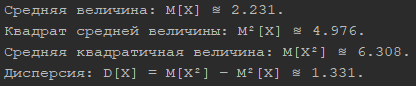 Средняя величина: M[X] ≅ 2.231.
Квадрат средней величины: M²[X] ≅ 4.976.
Средняя квадратичная величина: M[X²] ≅ 6.308.
Дисперсия: D[X] = M[X²] − M²[X] ≅ 1.331.